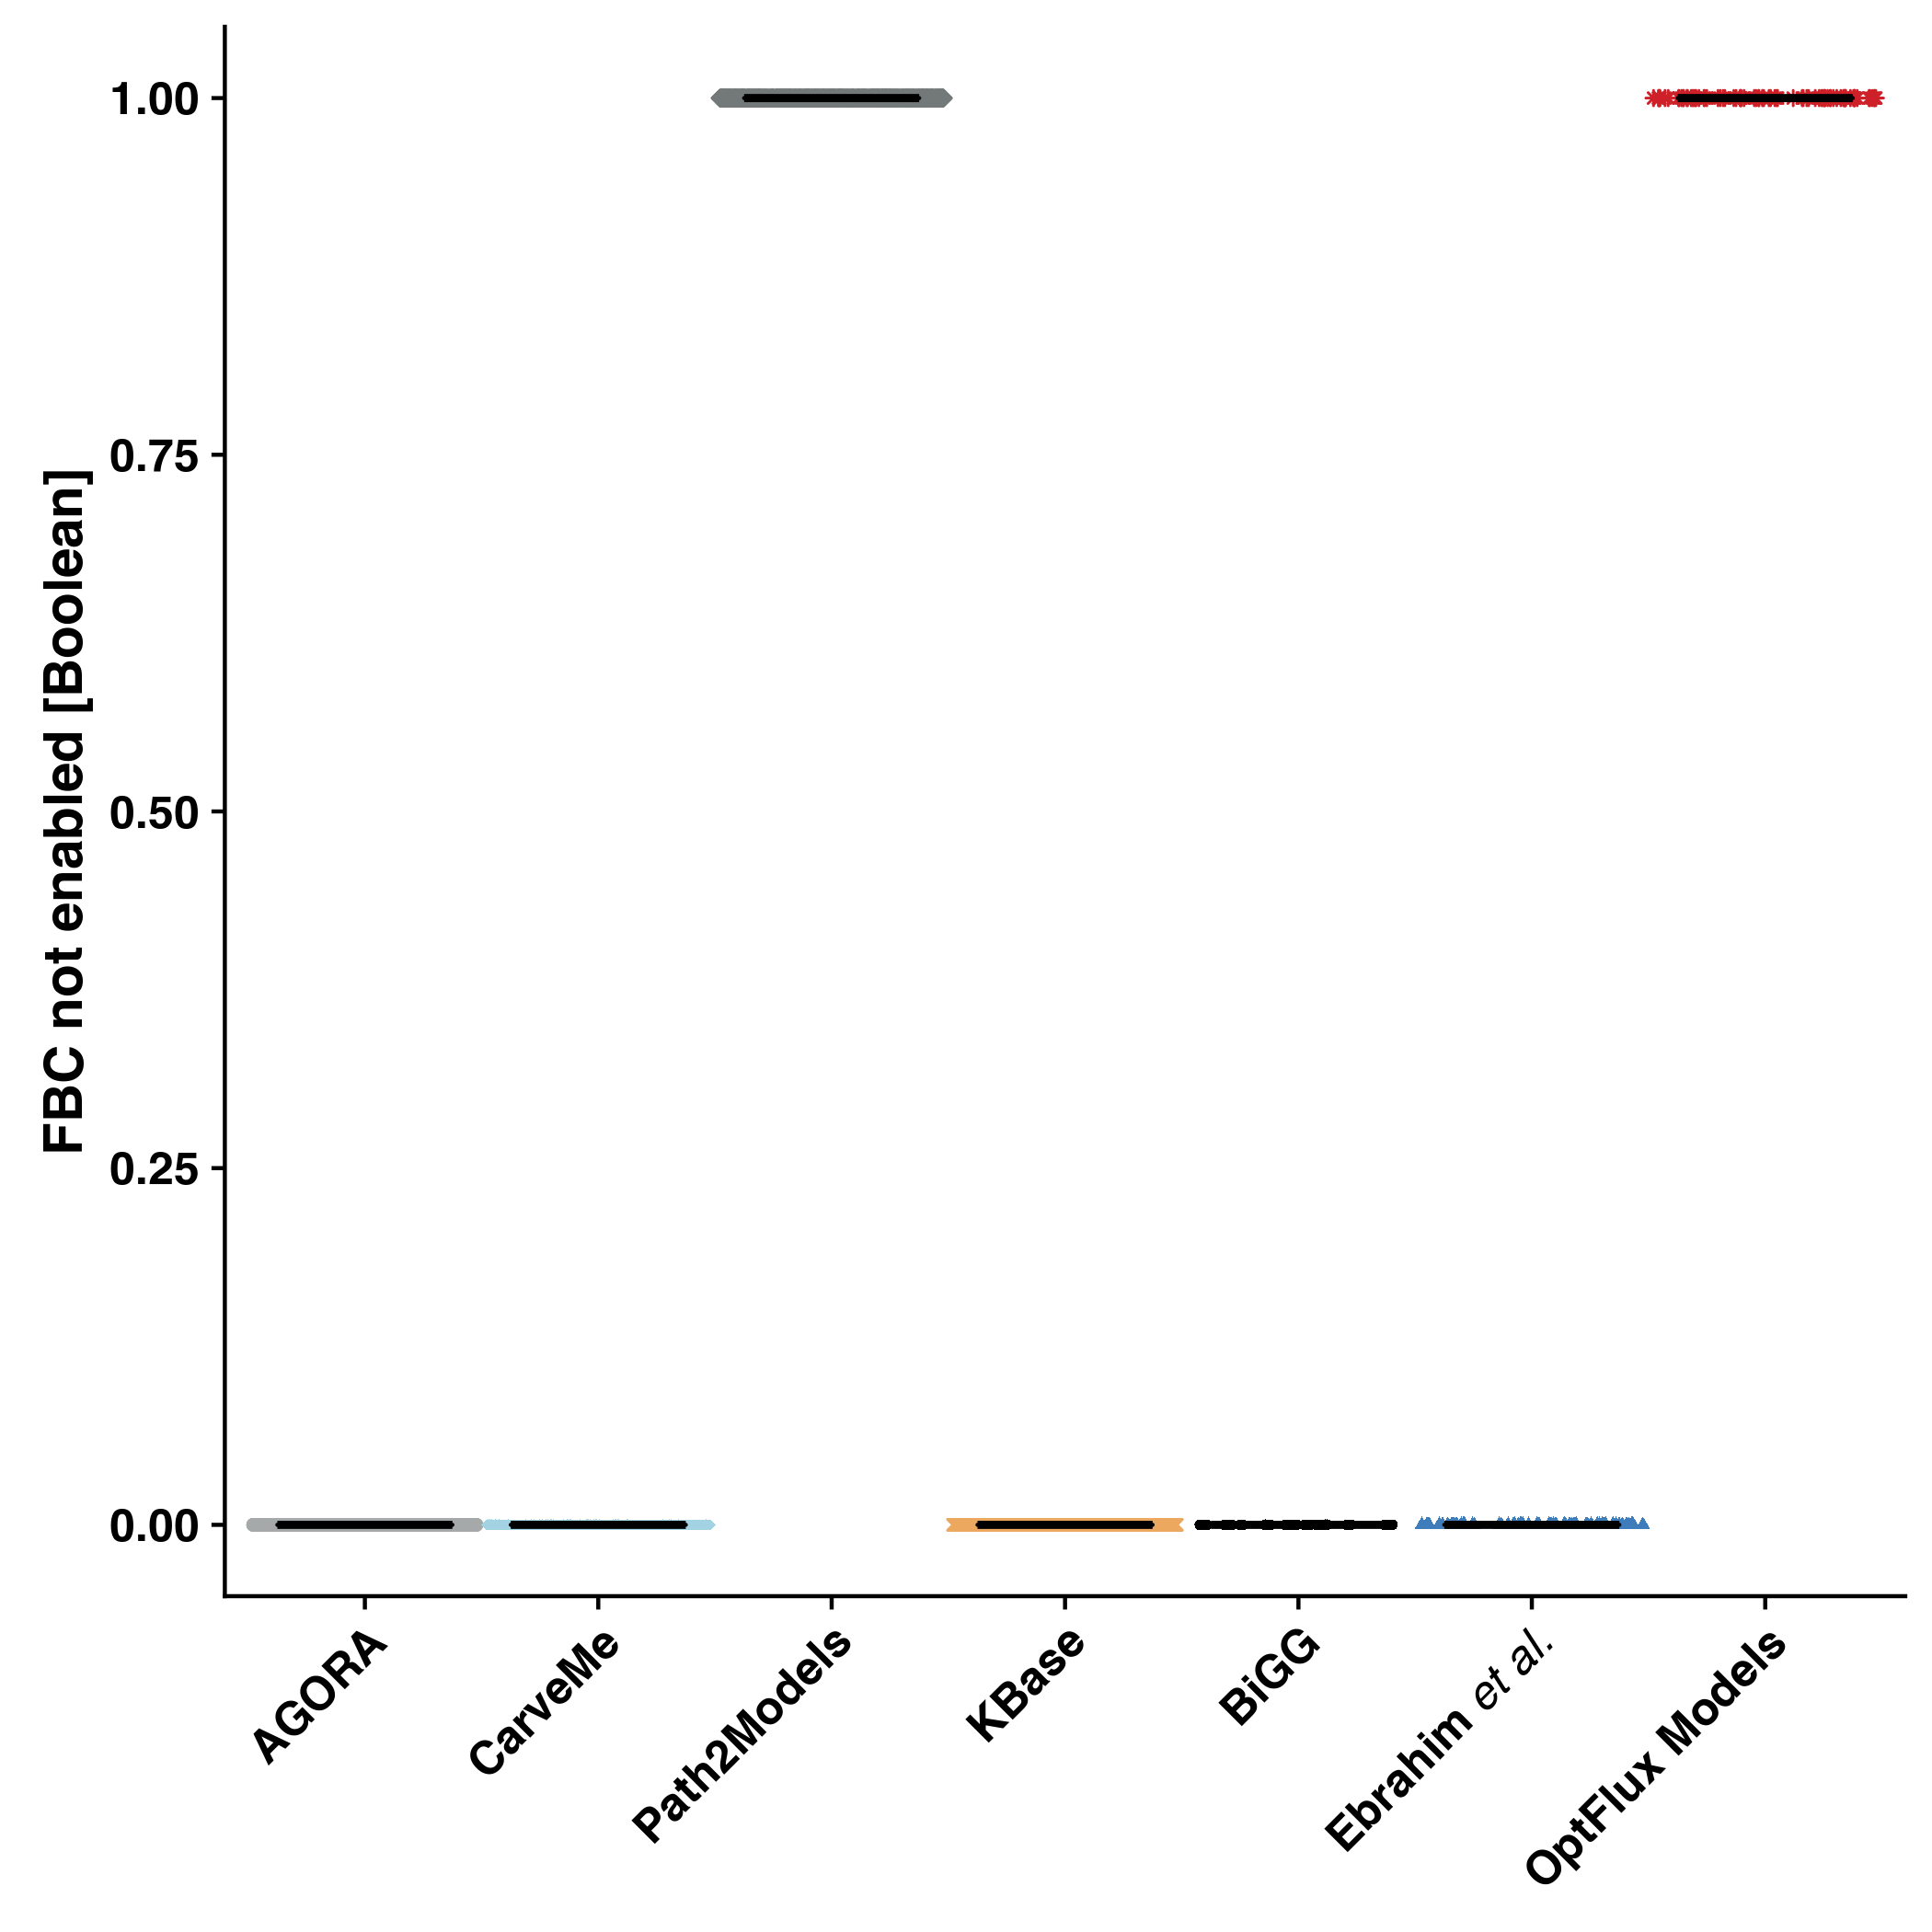 FBC not enabled [Boolean]
1.00
0.75
0.50
0.25
0.00
AGORA
CarveMe
Path2Models
KBase
BiGG
Ebrahim et al.
OptFlux Models